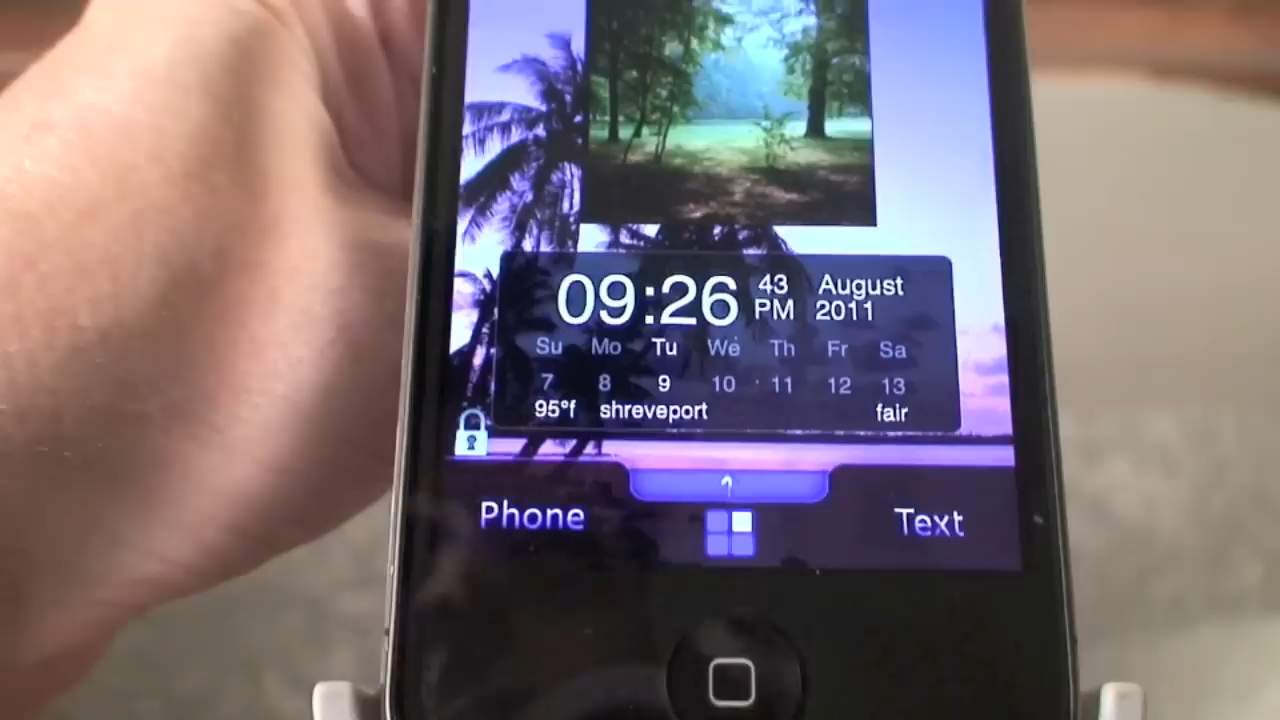 09:26 43 PM August 2011
Su Mo Tu We Th Fr Sa
7 8 9 10 11 12 13
95°f shreveport fair
Phone Text